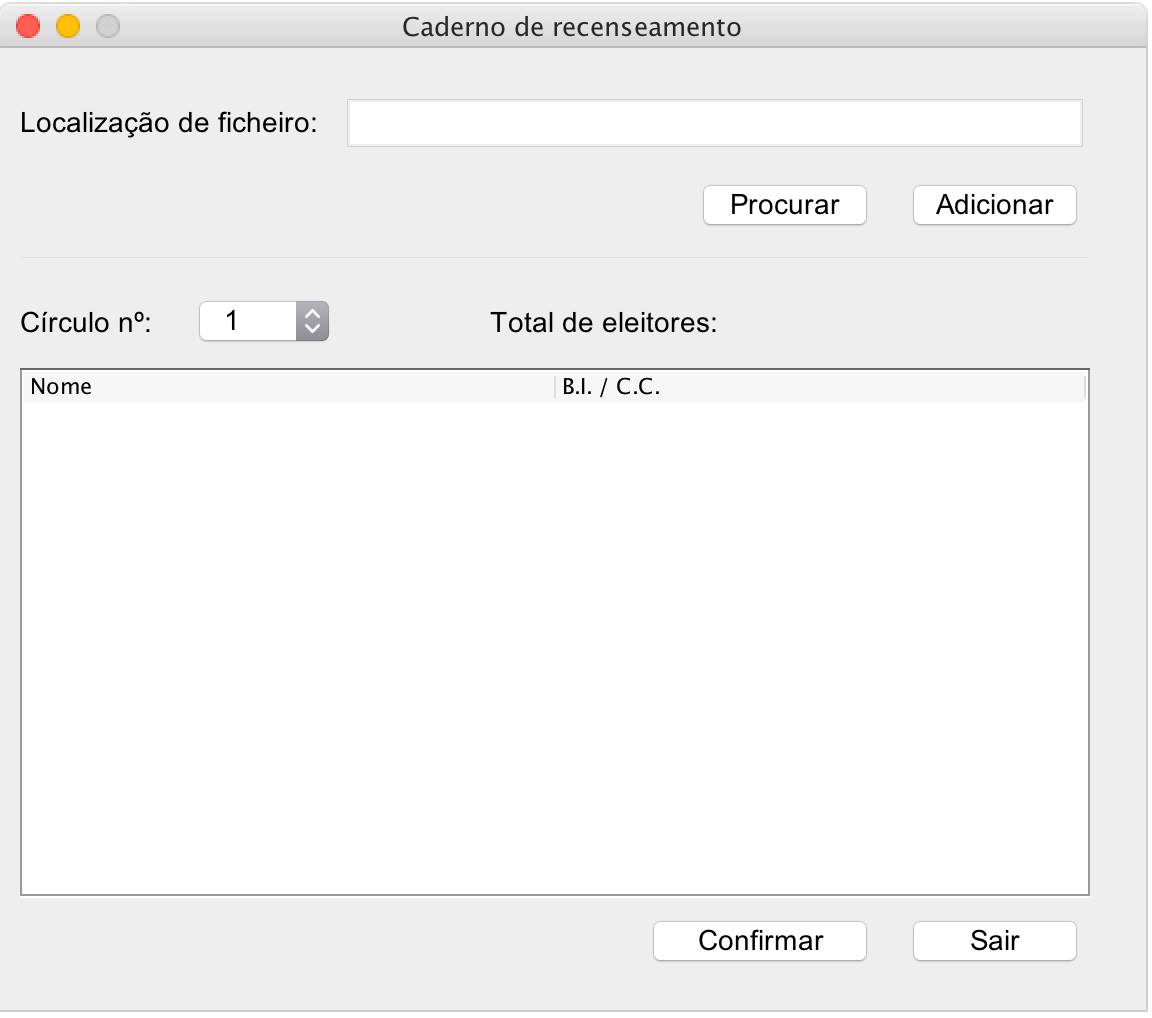 Caderno de recenseamento
Localização de ficheiro:
Procurar Adicionar
Círculo nº: 1 Total de eleitores:
Nome B.I. / C.C.
Confirmar Sair